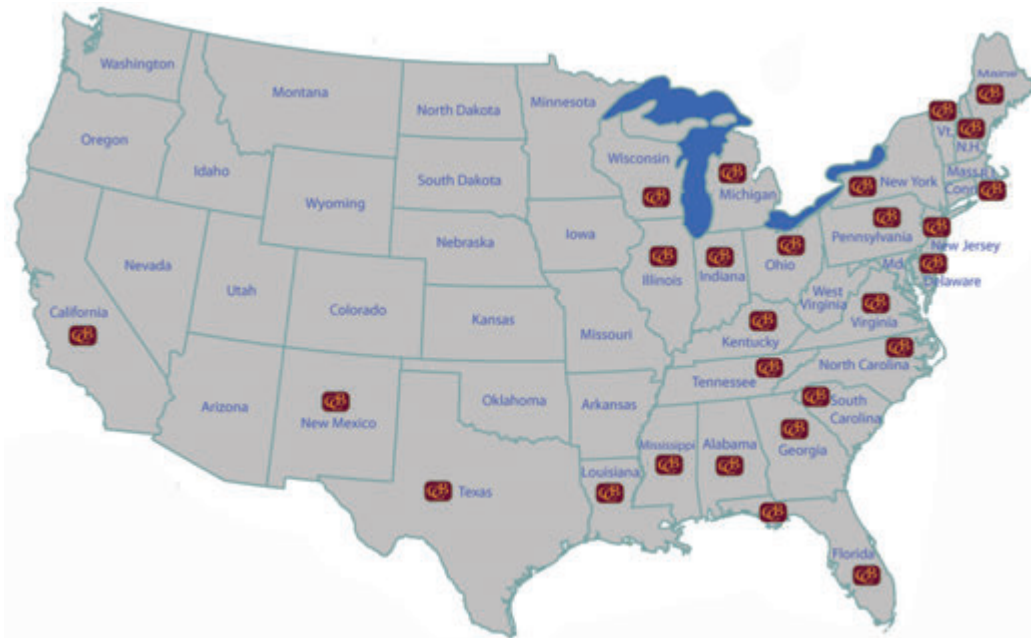 Washington
Maine
Montana
North Dakota
Minnesota
Vt.
Oregon
N.H.
Wisconsin
Idaho
Mass.
R.I.
South Dakota
New York
Conn.
Michigan
Wyoming
Pennsylvania
Iowa
New Jersey
Nebraska
Md.
Ohio
Nevada
Illinois
Indiana
Delaware
Utah
West
Virginia
Colorado
California
Kansas
Virginia
Missouri
Kentucky
North Carolina
Tennessee
Oklahoma
Arkansas
South
Carolina
Arizona
New Mexico
Mississippi
Alabama
Georgia
Louisiana
Texas
Florida